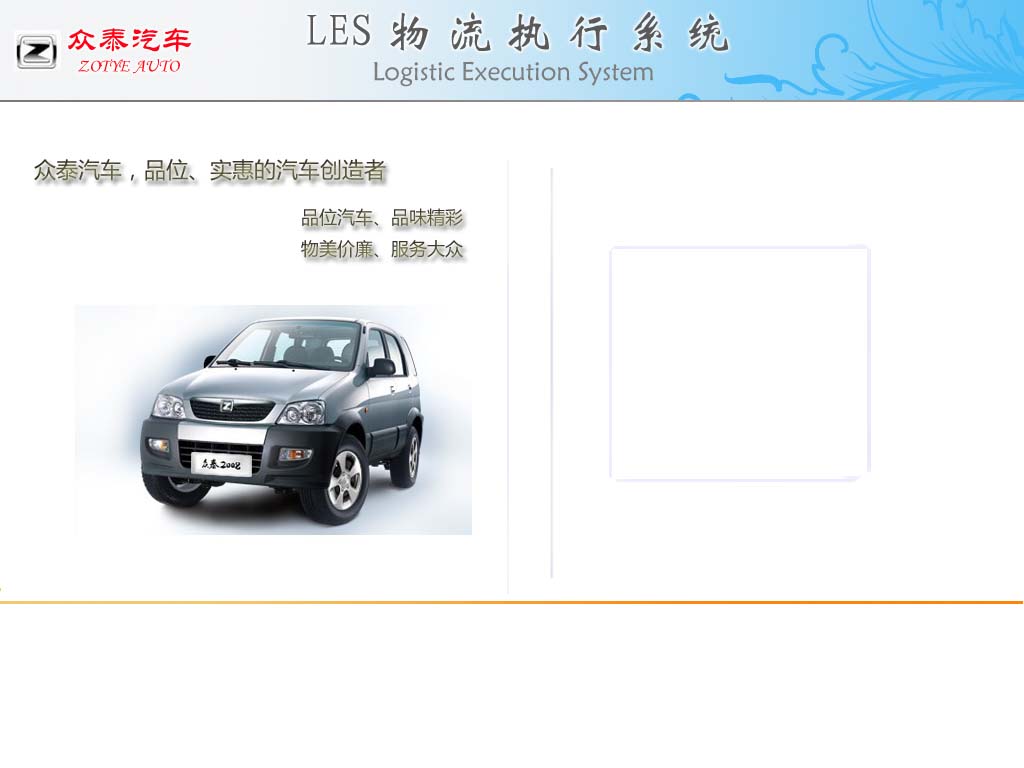 众泰汽车
ZOTYE AUTO
LES 物流执行系统
Logistic Execution System
众泰汽车，品位、实惠的汽车创造者
品位汽车、品味精彩
物美价廉、服务大众
众泰2008